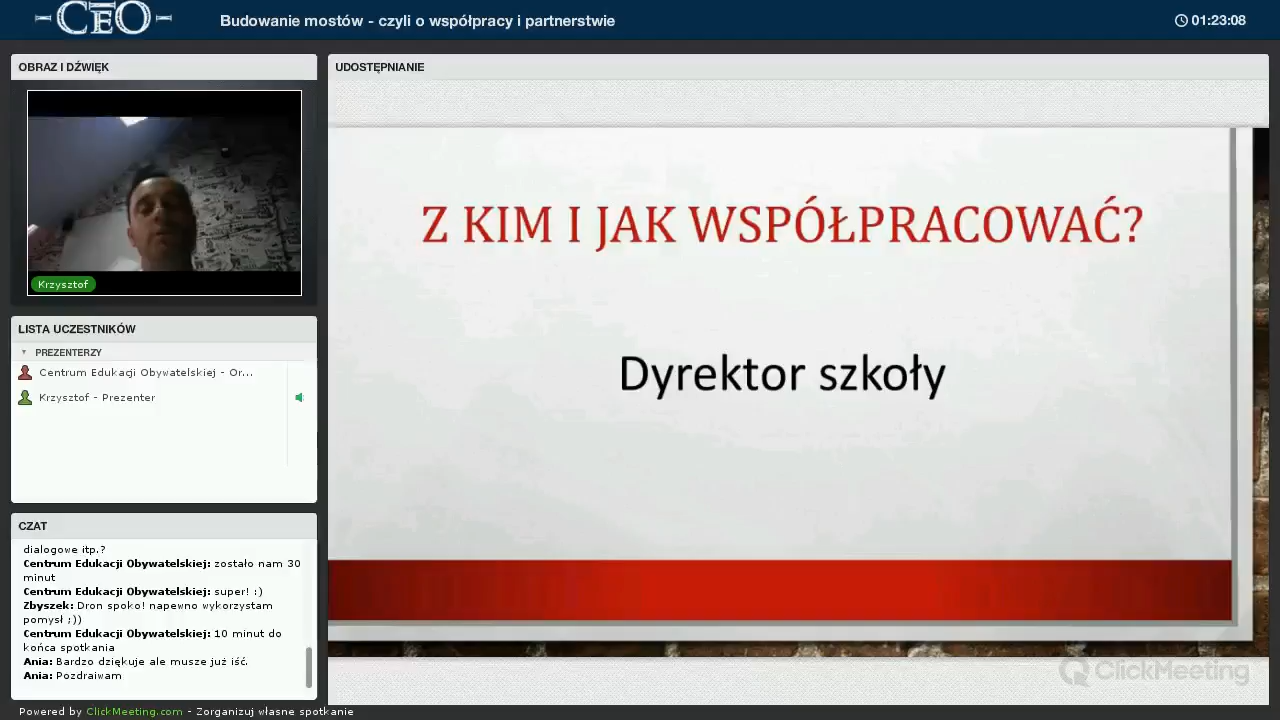 CEO
Budowanie mostów - czyli o współpracy i partnerstwie
01:23:08
OBRAZ I DŹWIĘK
Krzysztof
LISTA UCZESTNIKÓW
PREZENTERZY
Centrum Edukacji Obywatelskiej - Or...
Krzysztof - Prezenter
CZAT
dialogowe itp.?
Centrum Edukacji Obywatelskiej: zostało nam 30
minut
Centrum Edukacji Obywatelskiej: super! :)
Zbyszek: Dron spoko! napewno wykorzystam
pomysł ;))
Centrum Edukacji Obywatelskiej: 10 minut do
końca spotkania
Ania: Bardzo dziękuje ale musze już iść.
Ania: Pozdraiwam
Powered by ClickMeeting.com - Zorganizuj własne spotkanie
UDOSTĘPNIANIE
Z KIM I JAK WSPÓŁPRACOWAĆ?
Dyrektor szkoły
ClickMeeting